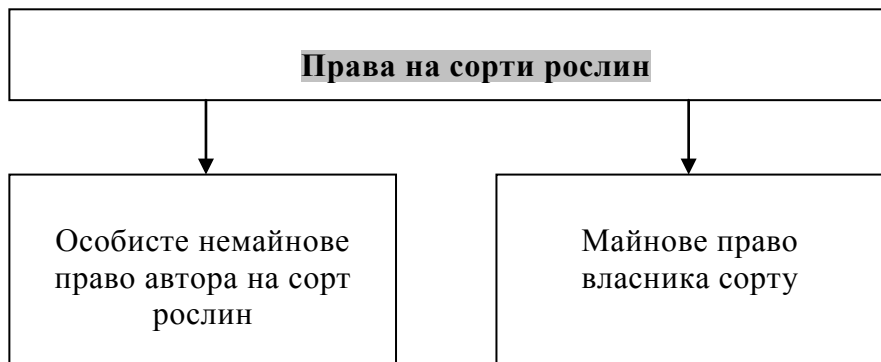 Права на сорти рослин
Особисте немайнове
право автора на сорт
рослин
Майнове право
власника сорту